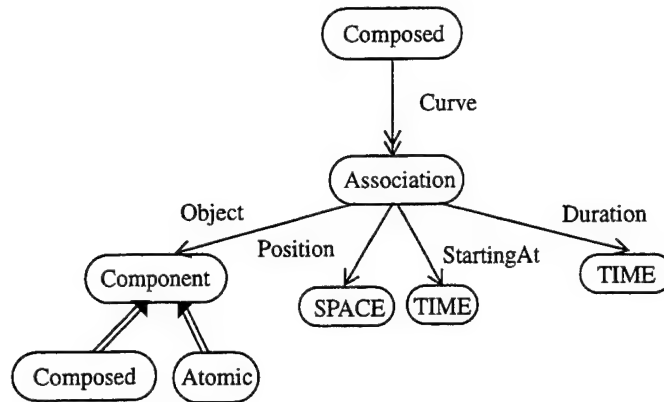 Composed
Curve
Association
Object
Position
StartingAt
Duration
Component
SPACE
TIME
TIME
Composed
Atomic